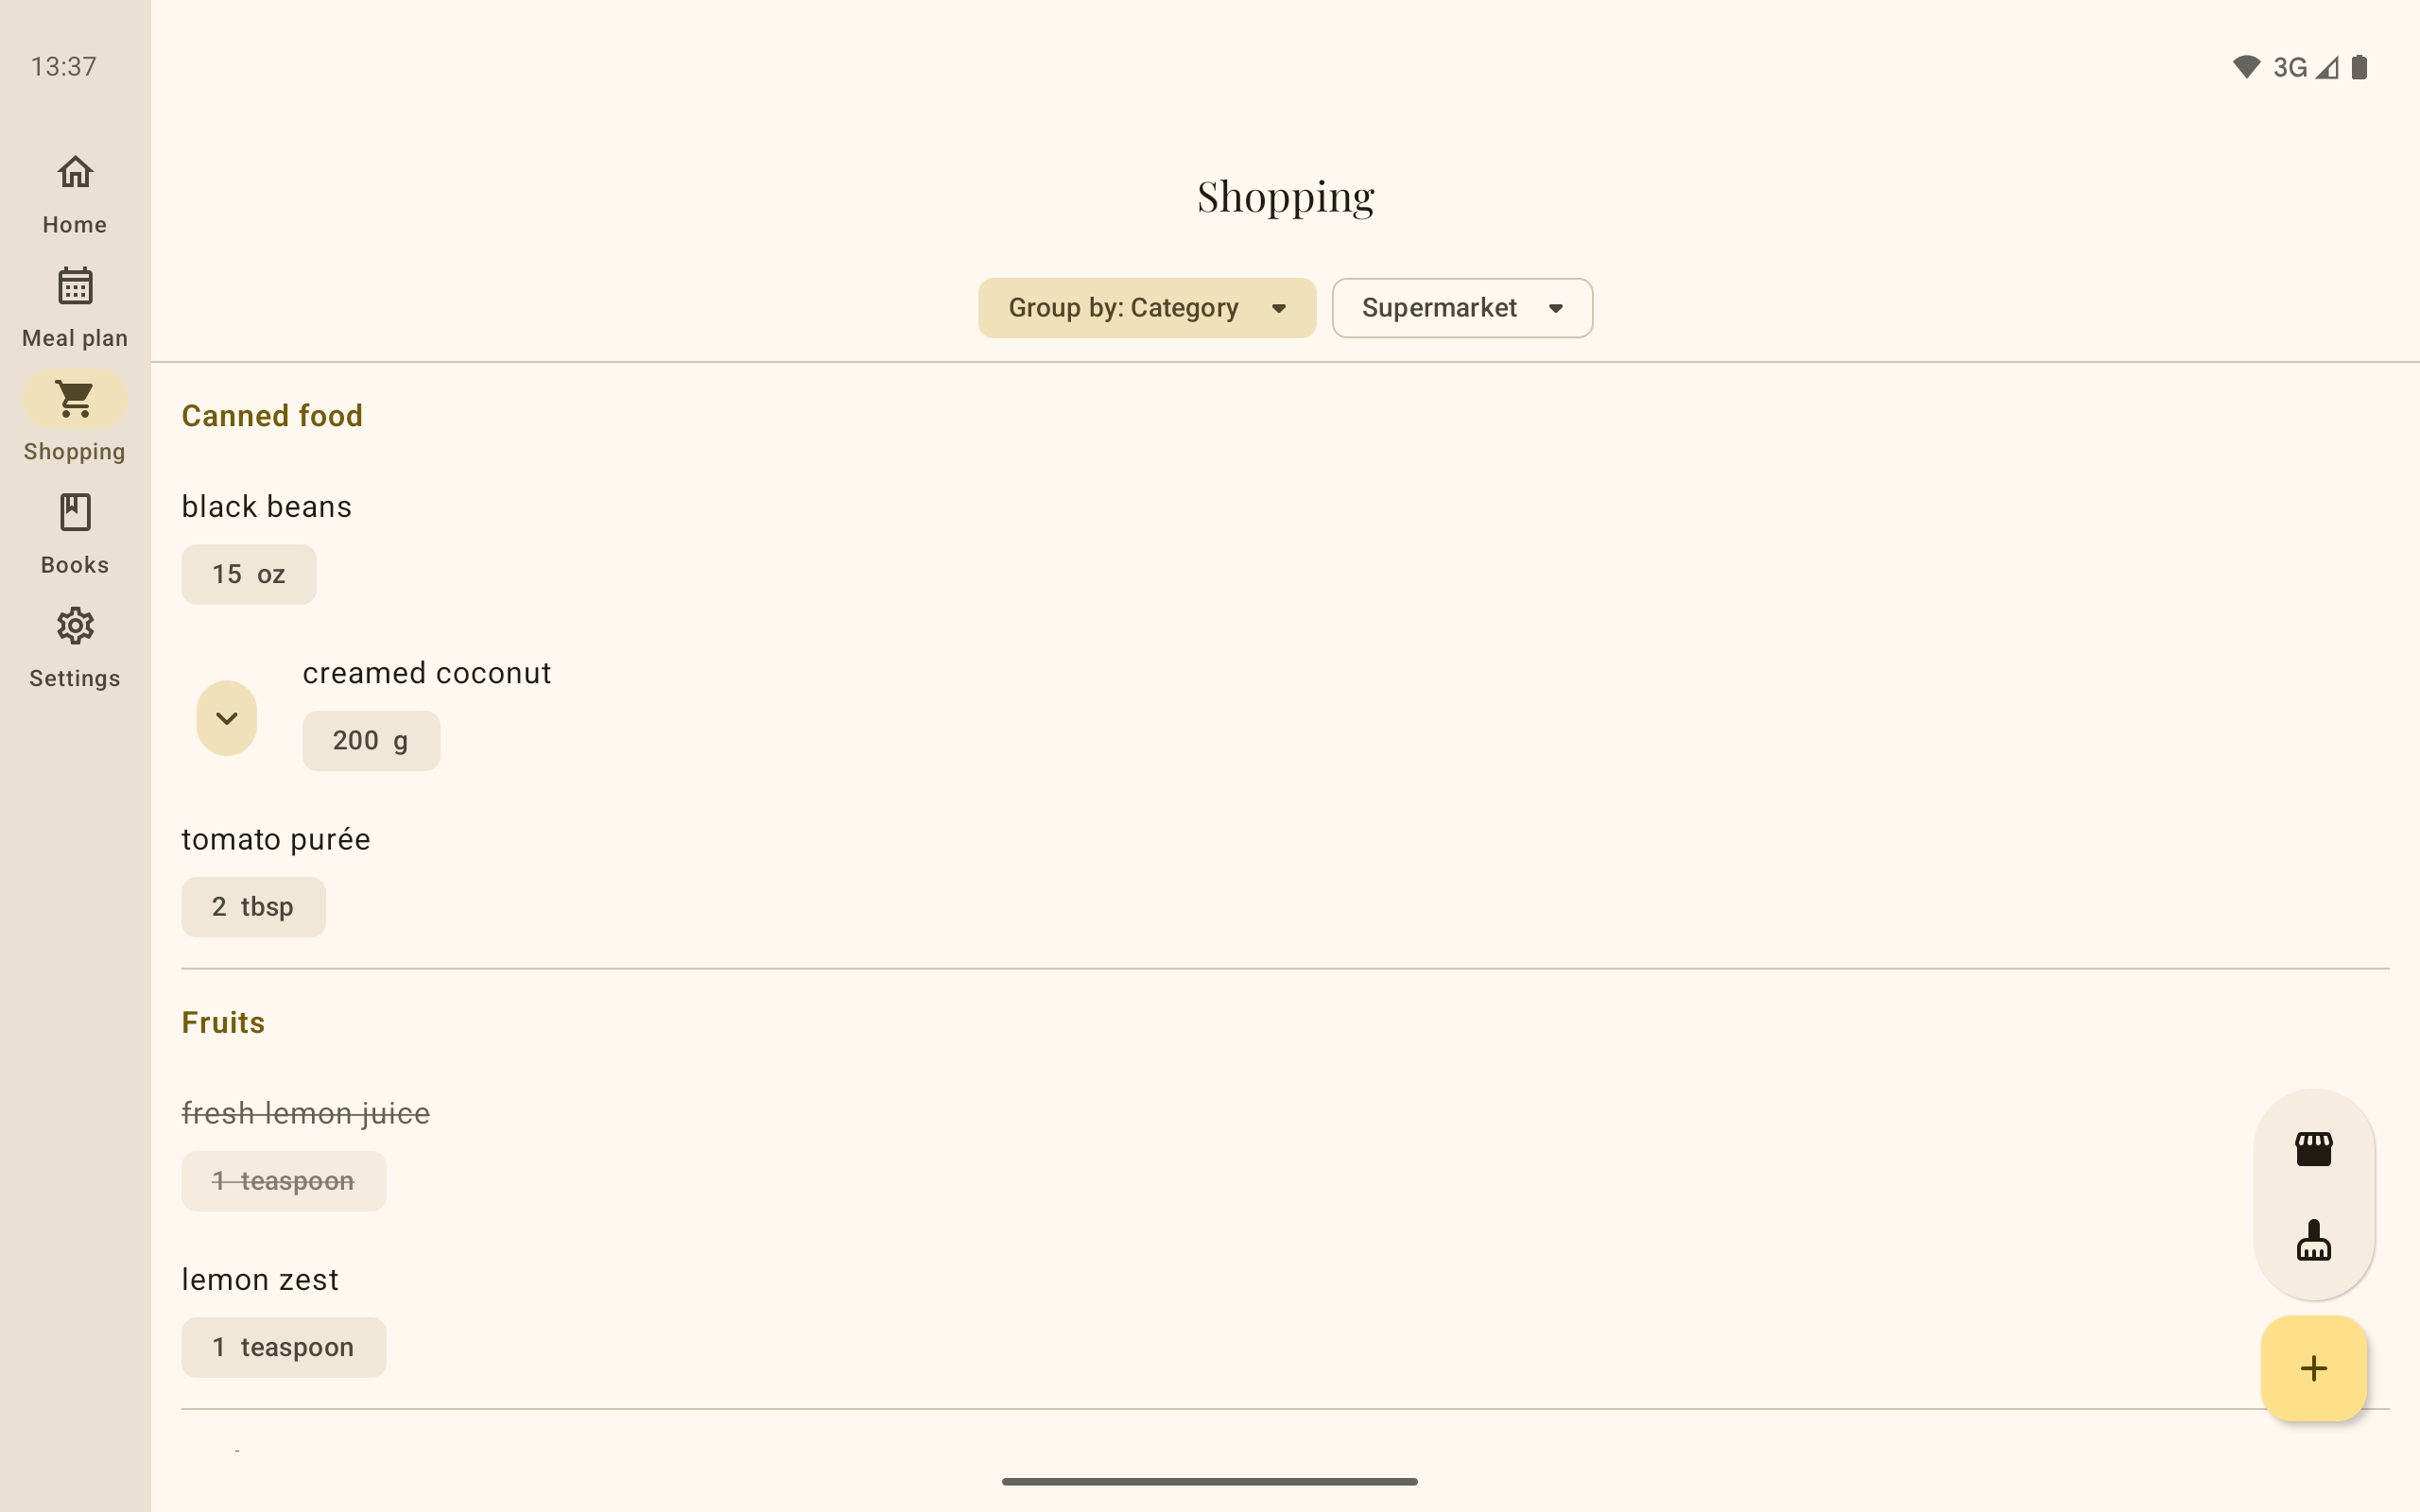 13:37
3G
Home
Meal plan
Shopping
Books
Settings
Shopping
Group by: Category
Supermarket
Canned food
black beans
15 oz
creamed coconut
200 g
tomato purée
2 tbsp
Fruits
fresh lemon juice
1 teaspoon
lemon zest
1 teaspoon